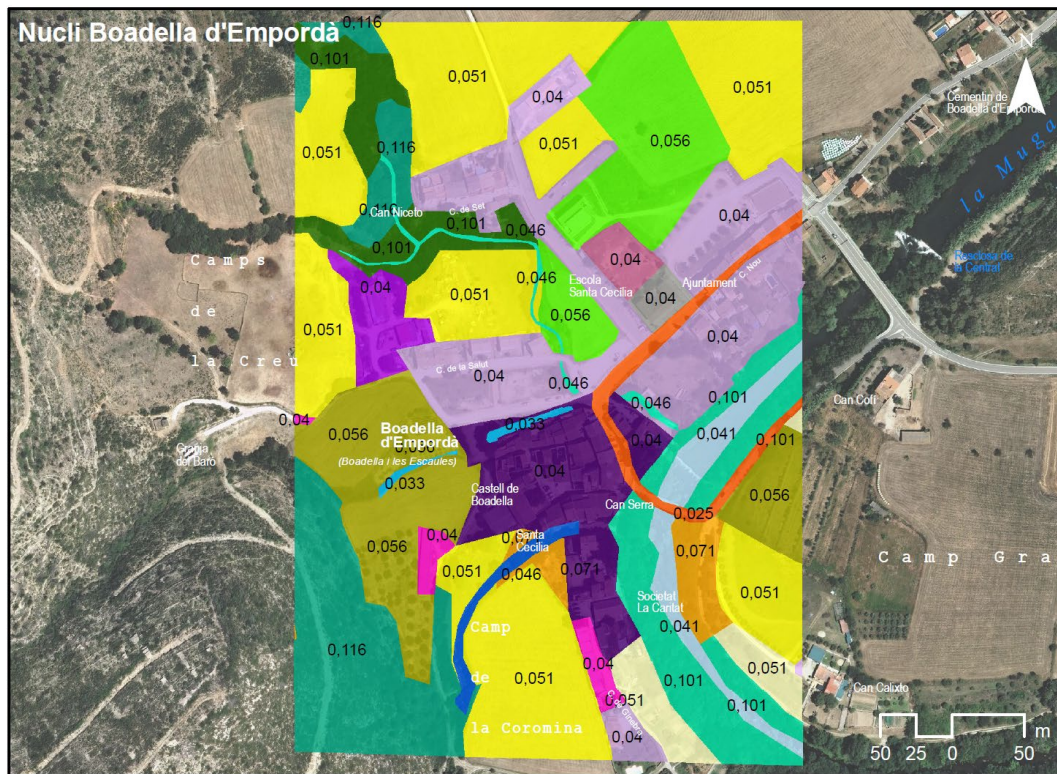 Nucli Boadella d'Empordà
0,116
0,101
0,051
0,051
0,04
N
Cementiri de
Boadella d'Empordà
0,051
0,116
0,051
0,056
la Muga
Can Niceto
C. de Set
0,101
0,046
0,04
Resclosa de
la Central
0,101
Camps
0,04
0,051
0,046
Escola
Santa Cecília
0,04
Ajuntament
C. Nou
0,04
de
0,051
0,056
0,04
la Creu
C. de la Salut
0,04
0,046
0,101
Can Cofí
0,04
0,046
0,033
0,04
0,041
0,101
0,056
Boadella
d'Empordà
(Boadella i les Escaules)
Granja
del Baró
0,033
0,04
0,056
Castell de
Boadella
Can Serra
0,025
0,04
Santa
Cecília
0,056
0,051
0,046
0,071
0,071
Camp Gra
0,051
Societat
La Caritat
0,041
Camp
0,116
0,04
0,051
de
0,051
0,101
0,051
0,101
Can Calixto
la Coromina
0,04
m
50 25 0 50